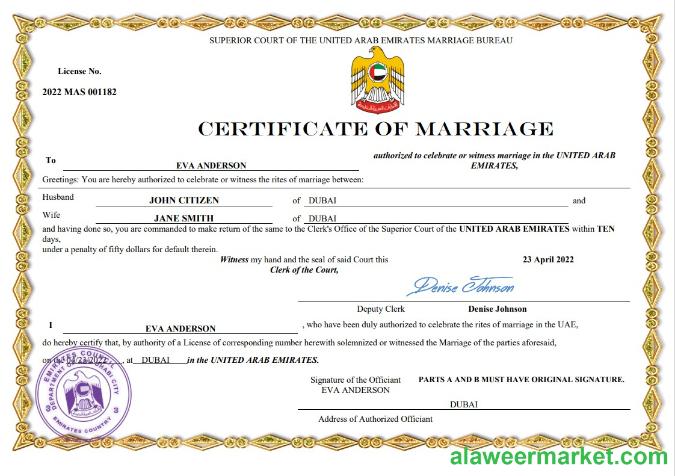 SUPERIOR COURT OF THE UNITED ARAB EMIRATES MARRIAGE BUREAU
License No.
2022 MAS 001182
CERTIFICATE OF MARRIAGE
To EVA ANDERSON authorized to celebrate or witness marriage in the UNITED ARAB
EMIRATES,
Greetings: You are hereby authorized to celebrate or witness the rites of marriage between:
Husband JOHN CITIZEN of DUBAI and
Wife JANE SMITH of DUBAI
and having done so, you are commanded to make return of the same to the Clerk's Office of the Superior Court of the UNITED ARAB EMIRATES within TEN
days,
under a penalty of fifty dollars for default therein.
Witness my hand and the seal of said Court this 23 April 2022
Clerk of the Court,
Denise Johnson
Deputy Clerk Denise Johnson
I EVA ANDERSON , who have been duly authorized to celebrate the rites of marriage in the UAE,
do hereby certify that, by authority of a License of corresponding number herewith solemnized or witnessed the Marriage of the parties aforesaid,
on the 04/23/2022 , at DUBAI in the UNITED ARAB EMIRATES.
EMIRATES COUNCIL
EMIRATES COUNTRY
Signature of the Officiant PARTS A AND B MUST HAVE ORIGINAL SIGNATURE.
EVA ANDERSON
DUBAI
Address of Authorized Officiant
alaweermarket.com